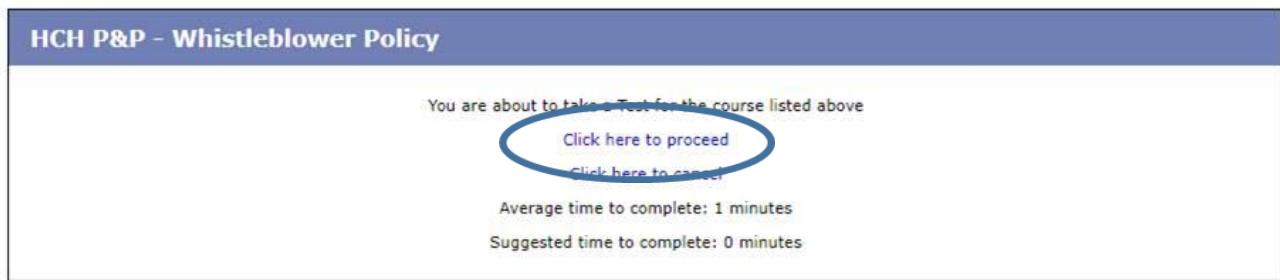 HCH P&P - Whistleblower Policy
You are about to take a Test for the course listed above
Click here to proceed
Click here to cancel
Average time to complete: 1 minutes
Suggested time to complete: 0 minutes